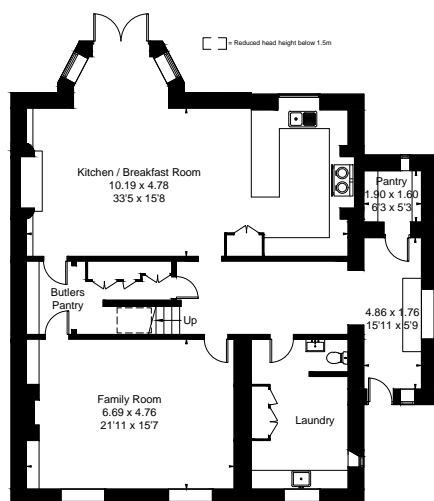 = Reduced head height below 1.5m
Kitchen / Breakfast Room
10.19 x 4.78
33'5 x 15'8
Pantry
1.90 x 1.60
6'3 x 5'3
Butlers
Pantry
Up
4.86 x 1.76
15'11 x 5'9
Family Room
6.69 x 4.76
21'11 x 15'7
Laundry